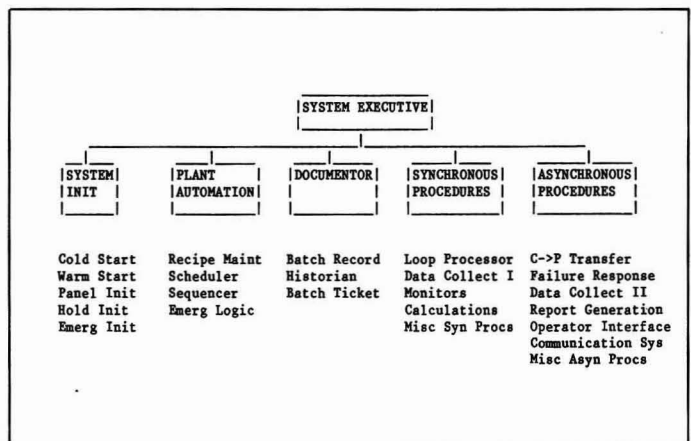 SYSTEM EXECUTIVE
SYSTEM INIT
PLANT AUTOMATION
DOCUMENTOR
SYNCHRONOUS PROCEDURES
ASYNCHRONOUS PROCEDURES
Cold Start
Warm Start
Panel Init
Hold Init
Emerg Init
Recipe Maint
Scheduler
Sequencer
Emerg Logic
Batch Record
Historian
Batch Ticket
Loop Processor
Data Collect I
Monitors
Calculations
Misc Syn Procs
C->P Transfer
Failure Response
Data Collect II
Report Generation
Operator Interface
Communication Sys
Misc Asyn Procs